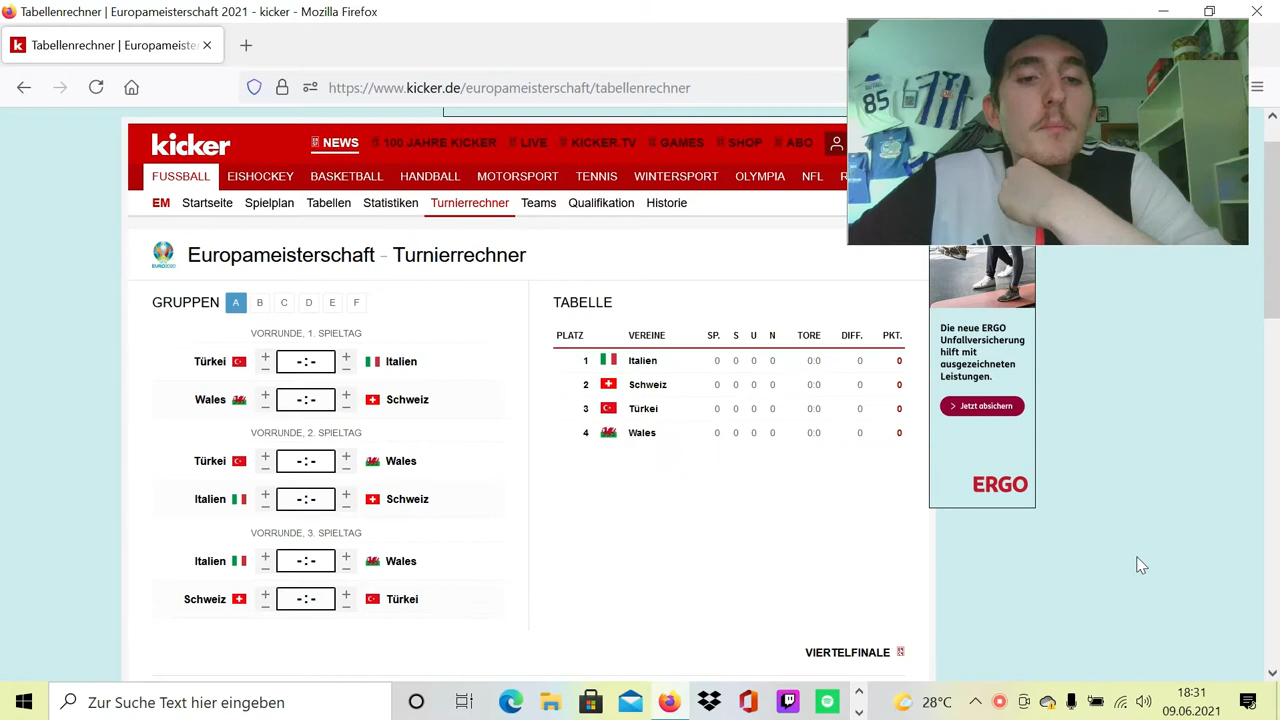 Tabellenrechner | Europameisterschaft 2021 - kicker - Mozilla Firefox
Tabellenrechner | Europameister
https://www.kicker.de/europameisterschaft/tabellenrechner
kicker
NEWS 100 JAHRE KICKER LIVE KICKER.TV GAMES SHOP ABO
FUSSBALL EISHOCKEY BASKETBALL HANDBALL MOTORSPORT TENNIS WINTERSPORT OLYMPIA NFL R
EM Startseite Spielplan Tabellen Statistiken Turnierrechner Teams Qualifikation Historie
85
Europameisterschaft - Turnierrechner
GRUPPEN A B C D E F
VORRUNDE, 1. SPIELTAG
Türkei -:- Italien
Wales -:- Schweiz
VORRUNDE, 2. SPIELTAG
Türkei -:- Wales
Italien -:- Schweiz
VORRUNDE, 3. SPIELTAG
Italien -:- Wales
Schweiz -:- Türkei
TABELLE
PLATZ VEREINE SP. S U N TORE DIFF. PKT.
1 Italien 0 0 0 0 0:0 0 0
2 Schweiz 0 0 0 0 0:0 0 0
3 Türkei 0 0 0 0 0:0 0 0
4 Wales 0 0 0 0 0:0 0 0
VIERTELFINALE
Die neue ERGO
Unfallversicherung
hilft mit
ausgezeichneten
Leistungen.
> Jetzt absichern
ERGO
Zur Suche Text hier eingeben
28°C
18:31
09.06.2021